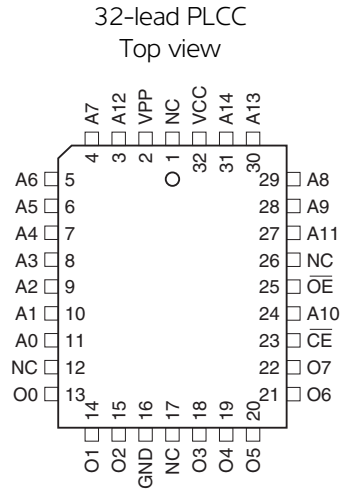 32-lead PLCC
Top view
A7 A12 VPP NC VCC A14 A13
4 3 2 1 32 31 30
A6 5 29 A8
A5 6 28 A9
A4 7 27 A11
A3 8 26 NC
A2 9 25 OE
A1 10 24 A10
A0 11 23 CE
NC 12 22 O7
O0 13 21 O6
14 15 16 17 18 19 20
O1 O2 GND NC O3 O4 O5